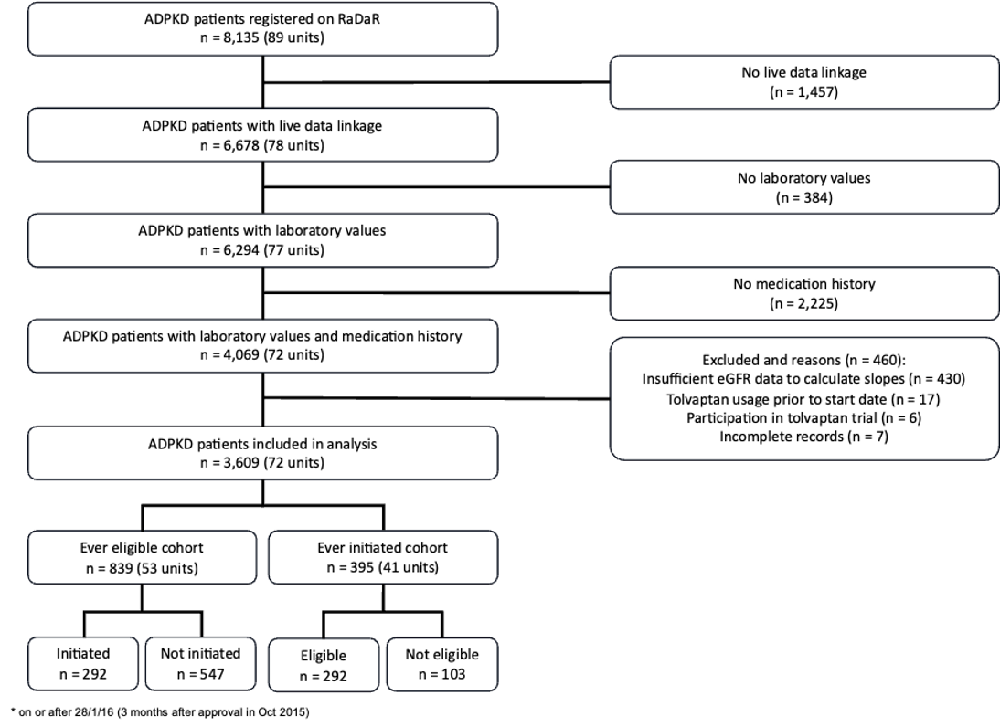 ADPKD patients registered on RaDaR
n = 8,135 (89 units)
No live data linkage
(n = 1,457)
ADPKD patients with live data linkage
n = 6,678 (78 units)
No laboratory values
(n = 384)
ADPKD patients with laboratory values
n = 6,294 (77 units)
No medication history
(n = 2,225)
ADPKD patients with laboratory values and medication history
n = 4,069 (72 units)
Excluded and reasons (n = 460):
Insufficient eGFR data to calculate slopes (n = 430)
Tolvaptan usage prior to start date (n = 17)
Participation in tolvaptan trial (n = 6)
Incomplete records (n = 7)
ADPKD patients included in analysis
n = 3,609 (72 units)
Ever eligible cohort
n = 839 (53 units)
Ever initiated cohort
n = 395 (41 units)
Initiated
n = 292
Not initiated
n = 547
Eligible
n = 292
Not eligible
n = 103
* on or after 28/1/16 (3 months after approval in Oct 2015)